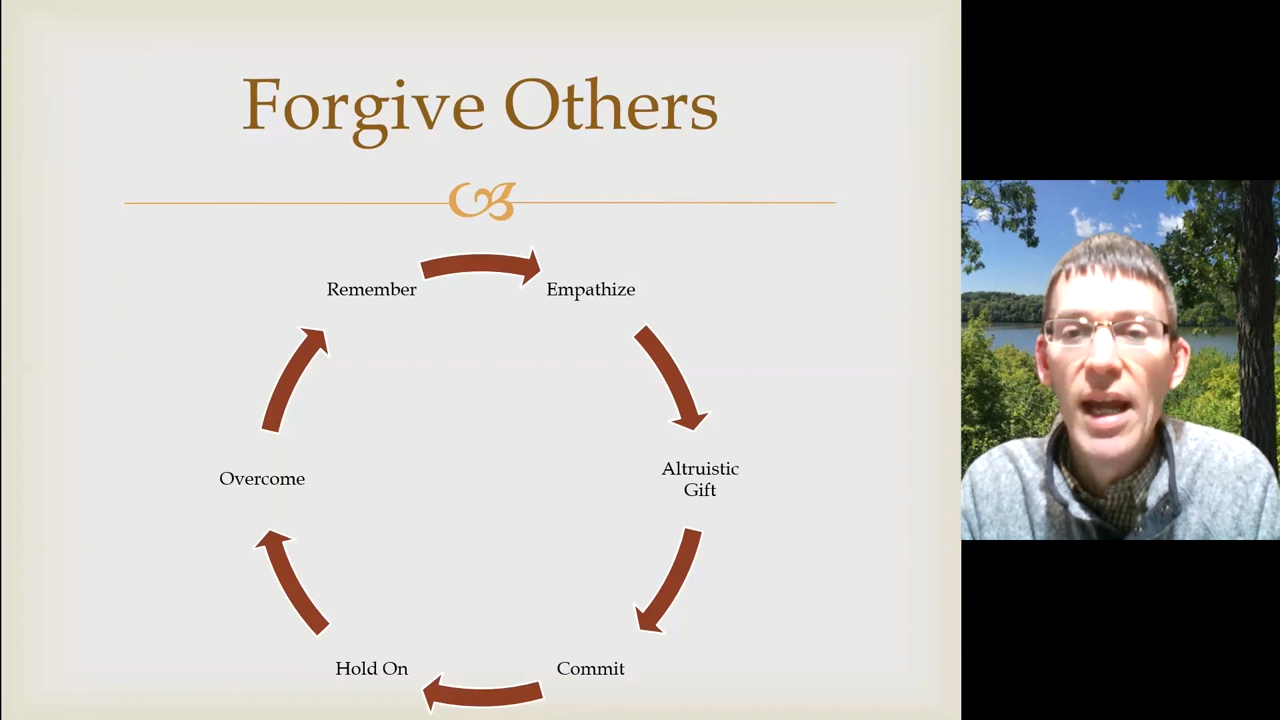 Forgive Others
Remember
Empathize
Altruistic
Gift
Commit
Hold On
Overcome